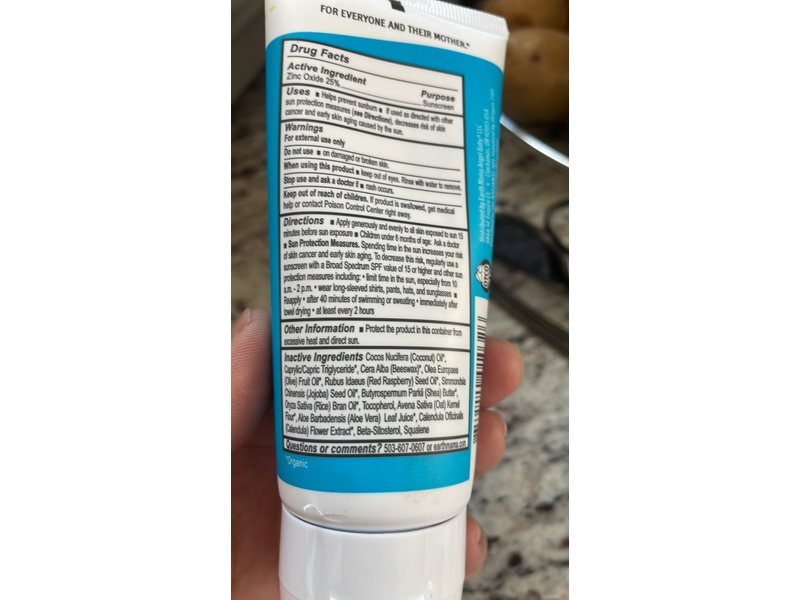 FOR EVERYONE AND THEIR MOTHER.™
Drug Facts
Active Ingredient
Purpose
Zinc Oxide 25% Sunscreen
Uses ■ Helps prevent sunburn ■ If used as directed with other
sun protection measures (see Directions), decreases risk of skin
cancer and early skin aging caused by the sun.
Warnings
For external use only
Do not use ■ on damaged or broken skin.
When using this product ■ keep out of eyes. Rinse with water to remove.
Stop use and ask a doctor if ■ rash occurs.
Keep out of reach of children. If product is swallowed, get medical
help or contact Poison Control Center right away.
Directions ■ Apply generously and evenly to all skin exposed to sun 15
minutes before sun exposure ■ Children under 6 months of age: Ask a doctor
■ Sun Protection Measures. Spending time in the sun increases your risk
of skin cancer and early skin aging. To decrease this risk, regularly use a
sunscreen with a Broad Spectrum SPF value of 15 or higher and other sun
protection measures including: • limit time in the sun, especially from 10
a.m. - 2 p.m. • wear long-sleeved shirts, pants, hats, and sunglasses ■
Reapply • after 40 minutes of swimming or sweating • immediately after
towel drying • at least every 2 hours
Other Information ■ Protect the product in this container from
excessive heat and direct sun.
Inactive Ingredients Cocos Nucifera (Coconut) Oil*,
Caprylic/Capric Triglyceride*, Cera Alba (Beeswax)*, Olea Europaea
(Olive) Fruit Oil*, Rubus Idaeus (Red Raspberry) Seed Oil*, Simmondsia
Chinensis (Jojoba) Seed Oil*, Butyrospermum Parkii (Shea) Butter*,
Oryza Sativa (Rice) Bran Oil*, Tocopherol, Avena Sativa (Oat) Kernel
Flour*, Aloe Barbadensis (Aloe Vera) Leaf Juice*, Calendula Officinalis
(Calendula) Flower Extract*, Beta-Sitosterol, Squalene
Questions or comments? 503-607-0607 or earthmama.com
*Organic
Distributed by Earth Mama Angel Baby® LLC